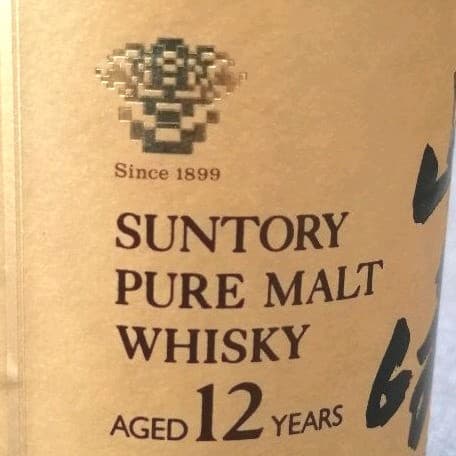 Since 1899
SUNTORY
PURE MALT
WHISKY
AGED 12 YEARS